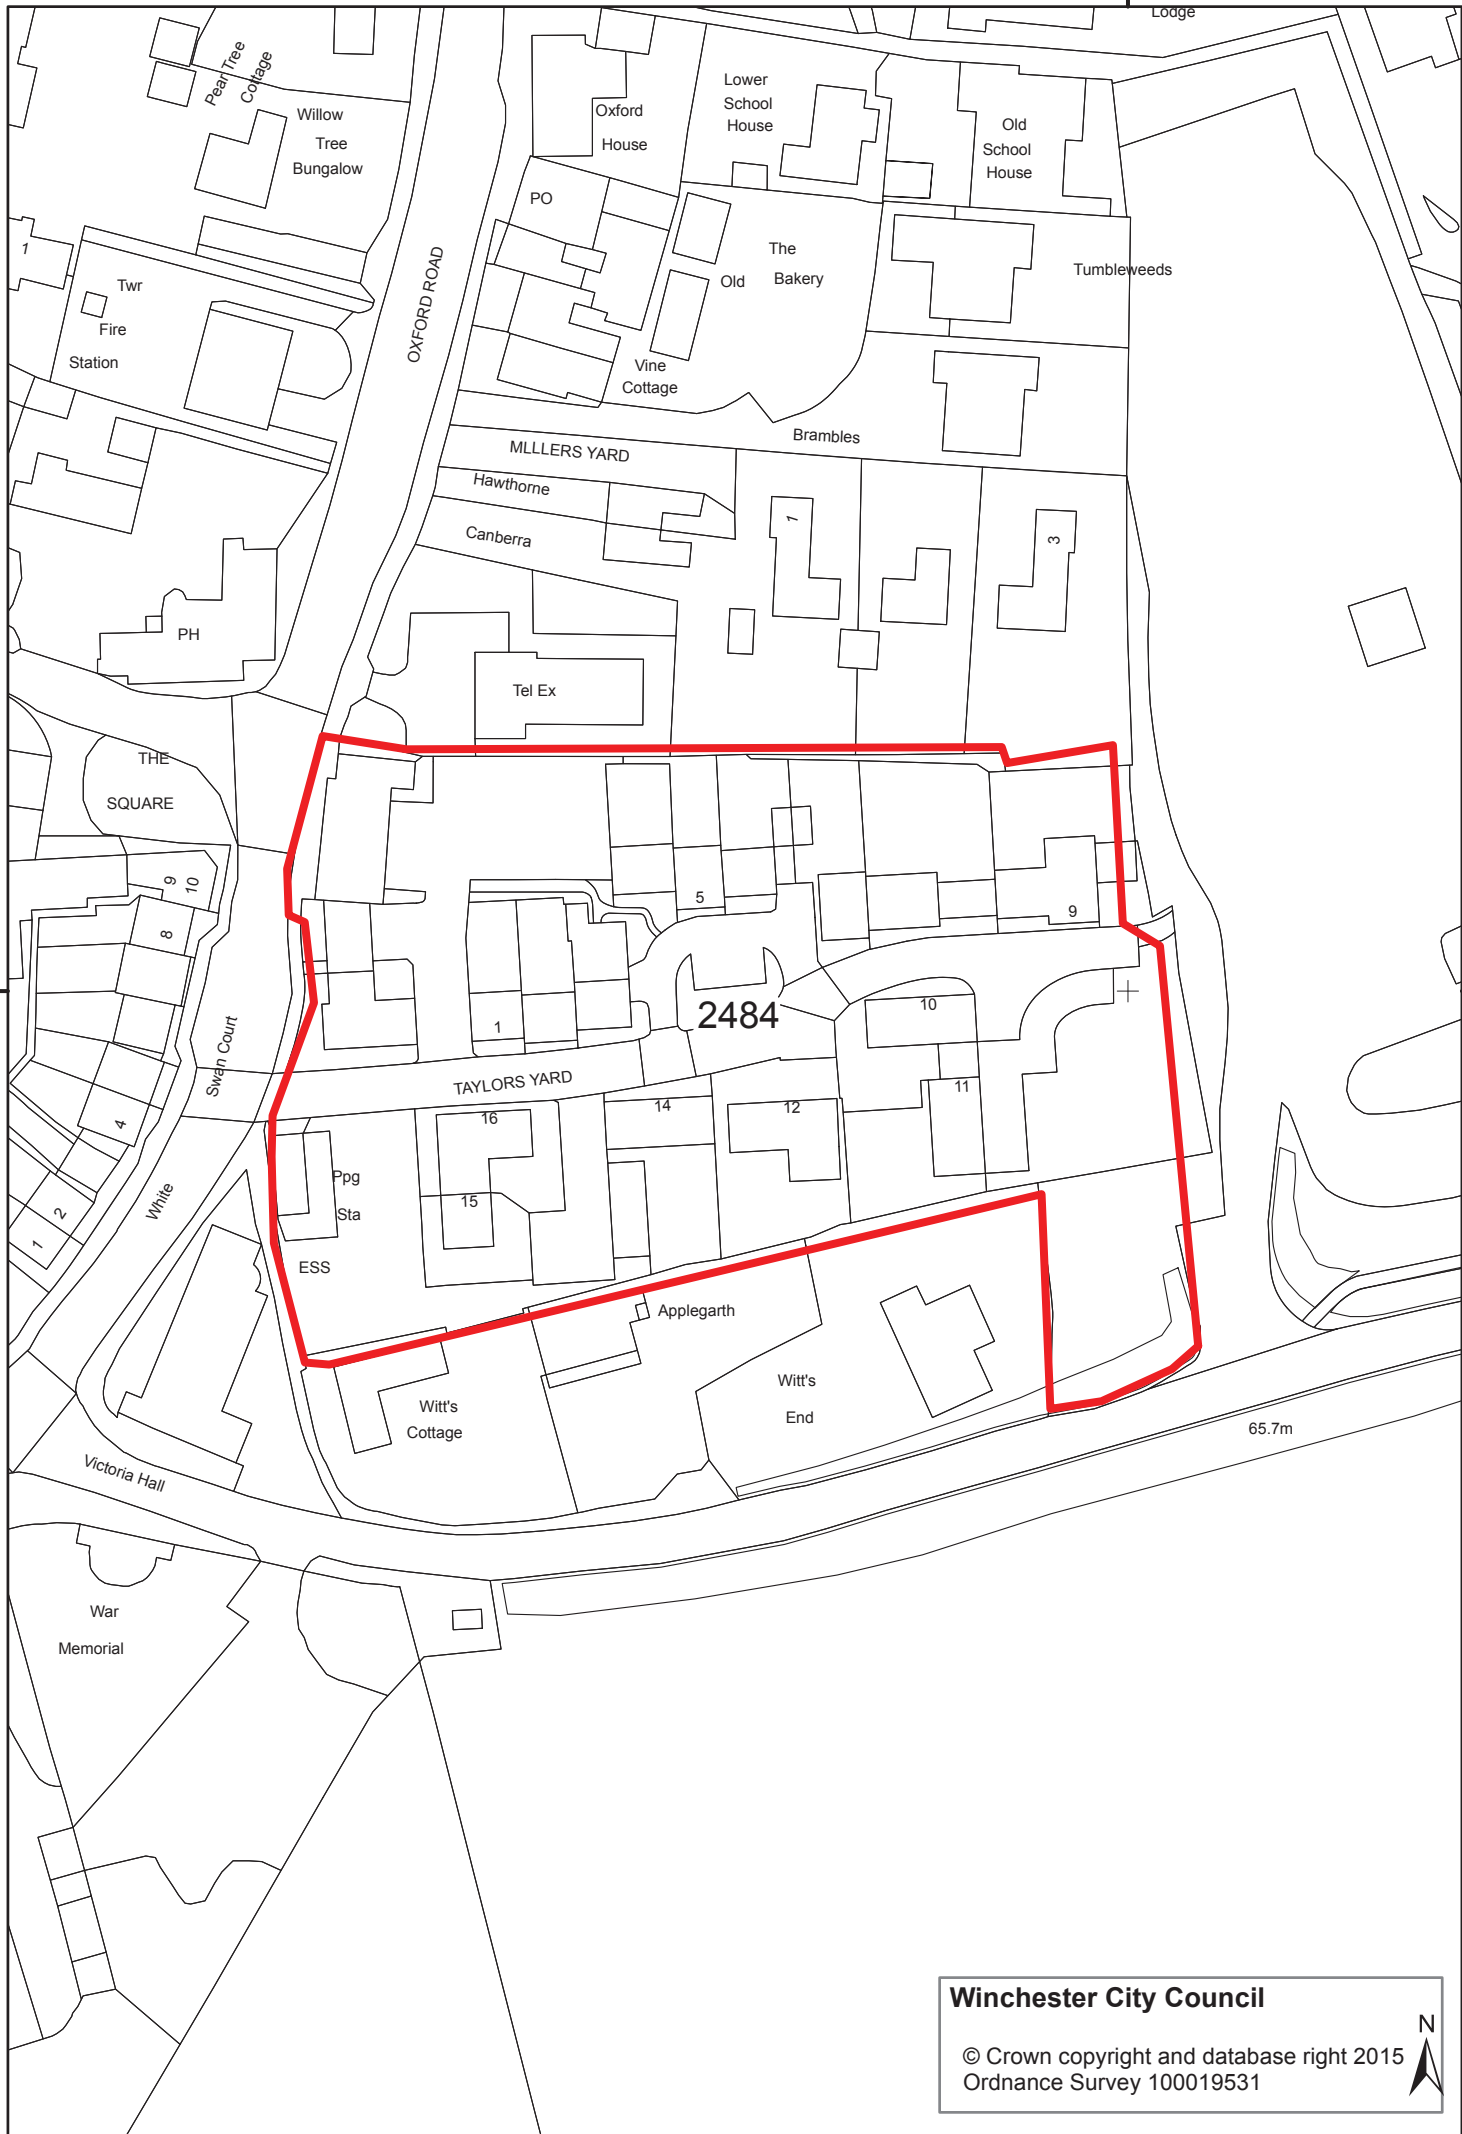 Lodge
Pear Tree
Cottage
Willow
Tree
Bungalow
Oxford
House
Lower
School
House
Old
School
House
PO
1
Twr
Fire
Station
OXFORD ROAD
The
Old Bakery
Tumbleweeds
Vine
Cottage
Brambles
MLLLERS YARD
Hawthorne
Canberra
1
3
PH
Tel Ex
THE
SQUARE
9
10
8
5
9
2484
10
1
Swan Court
TAYLORS YARD
11
4
16
14
12
Ppg
Sta
15
White
2
1
ESS
Applegarth
Witt's
End
Witt's
Cottage
65.7m
Victoria Hall
War
Memorial
Winchester City Council
N
© Crown copyright and database right 2015
Ordnance Survey 100019531